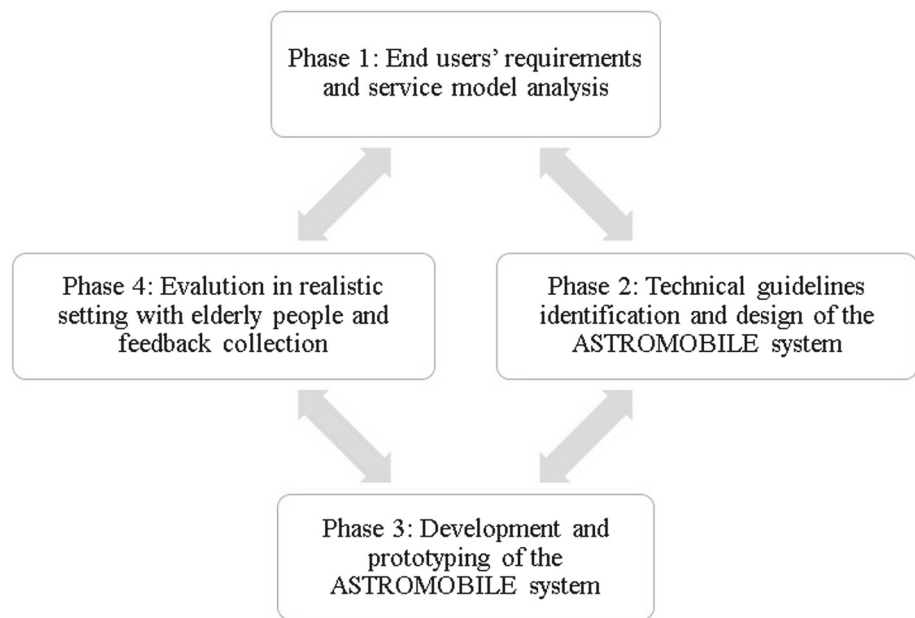 Phase 1: End users’ requirements
and service model analysis
Phase 4: Evalution in realistic
setting with elderly people and
feedback collection
Phase 2: Technical guidelines
identification and design of the
ASTROMOBILE system
Phase 3: Development and
prototyping of the
ASTROMOBILE system